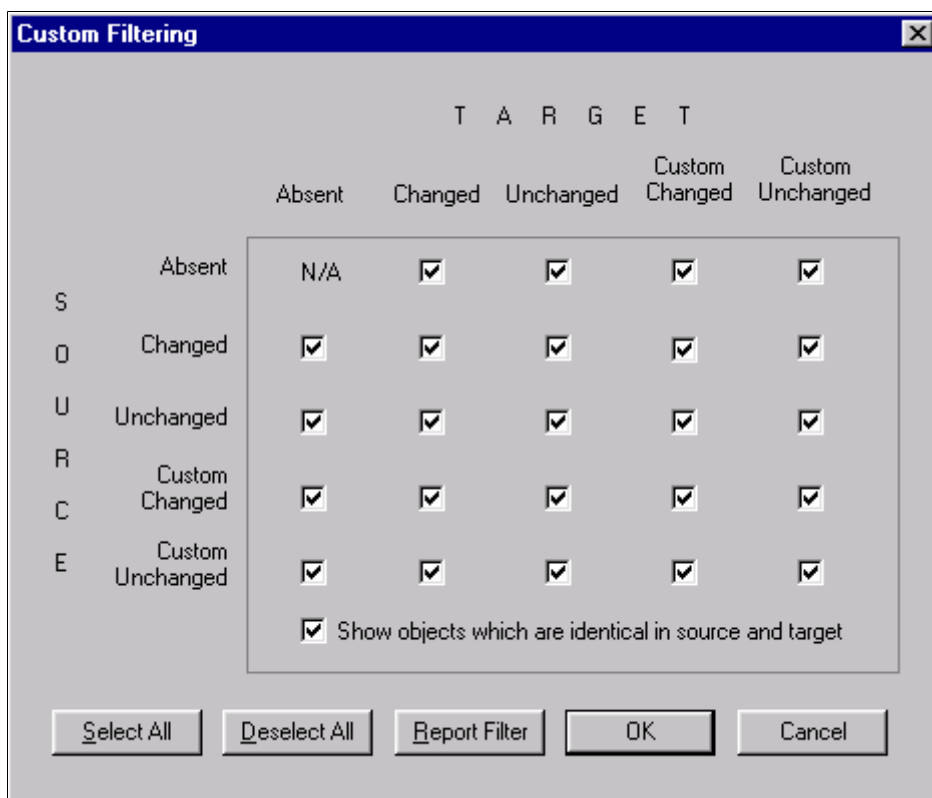 Custom Filtering
T A R G E T
Absent Changed Unchanged Custom Changed Custom Unchanged
S O U R C E
Absent N/A
Changed
Unchanged
Custom
Changed
Custom
Unchanged
Show objects which are identical in source and target
Select All Deselect All Report Filter OK Cancel